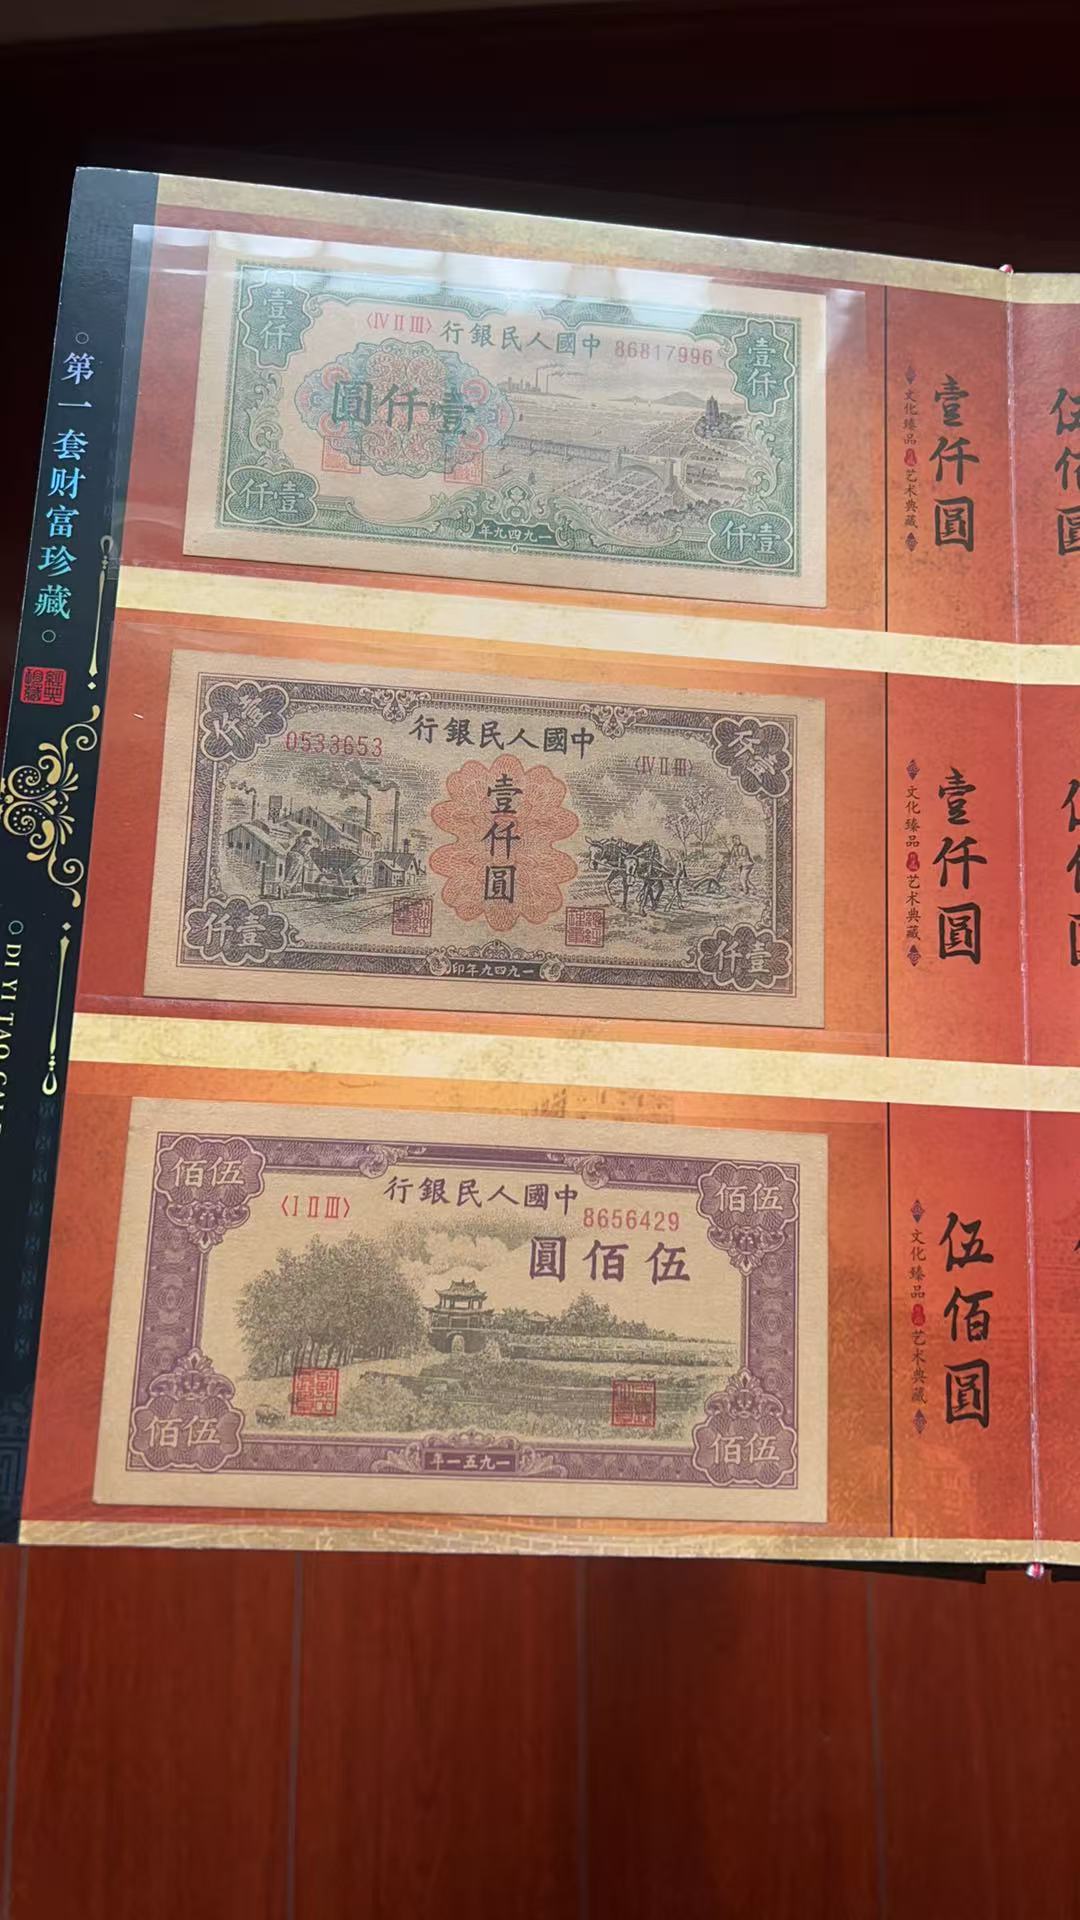 第一套财富珍藏
DI YI TAO
壹仟
〈IV II III〉
行銀民人國中
86817996
壹仟
圓仟壹
仟壹
年九四九一
仟壹
壹仟圓
文化臻品
艺术典藏
0533653
行銀民人國中
〈IV II III〉
壹仟圓
仟壹
印年九四九一
仟壹
壹仟圓
文化臻品
艺术典藏
佰伍
〈I II III〉
行銀民人國中
8656429
佰伍
圓佰伍
佰伍
年一五九一
佰伍
伍佰圓
文化臻品
艺术典藏